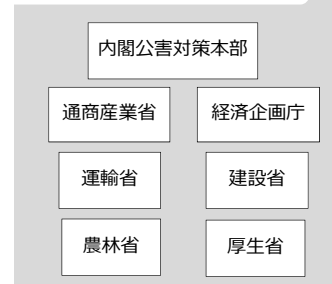 内閣公害対策本部
通商産業省
経済企画庁
運輸省
建設省
農林省
厚生省